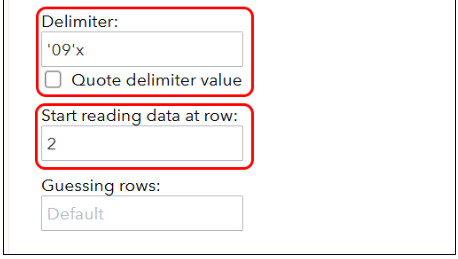 Delimiter:
'09'x
Quote delimiter value
Start reading data at row:
2
Guessing rows:
Default